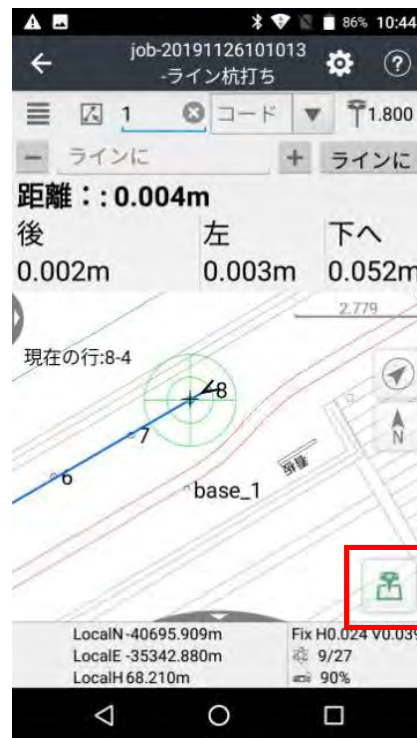 86% 10:44
job-20191126101013
-ライン杭打ち
1 コード 1.800
− ラインに + ラインに
距離：: 0.004m
後 左 下へ
0.002m 0.003m 0.052m
2.779
現在の行:8-4
8
7
N
看板
6
base_1
LocalN -40695.909m Fix H0.024 V0.039
LocalE -35342.880m 9/27
LocalH 68.210m 90%